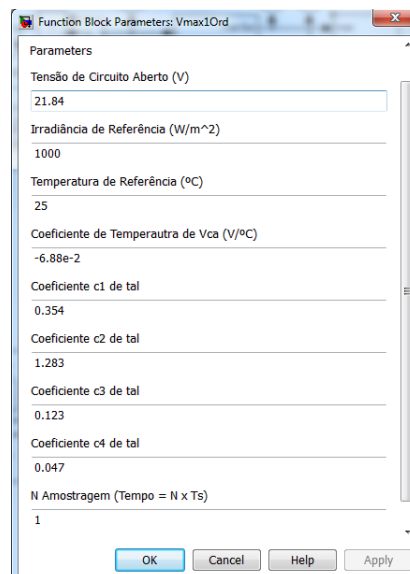 Function Block Parameters: Vmax1Ord
Parameters
Tensão de Circuito Aberto (V)
21.84
Irradiância de Referência (W/m^2)
1000
Temperatura de Referência (ºC)
25
Coeficiente de Temperautra de Vca (V/ºC)
-6.88e-2
Coeficiente c1 de tal
0.354
Coeficiente c2 de tal
1.283
Coeficiente c3 de tal
0.123
Coeficiente c4 de tal
0.047
N Amostragem (Tempo = N x Ts)
1
OK Cancel Help Apply